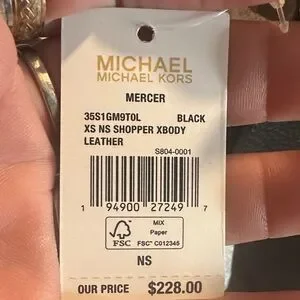 MICHAEL
MICHAEL KORS
MERCER
35S1GM9T0L BLACK
XS NS SHOPPER XBODY
LEATHER
S804-0001
1 94900 27249 7
FSC
MIX
Paper
FSC® C012345
NS
OUR PRICE $228.00